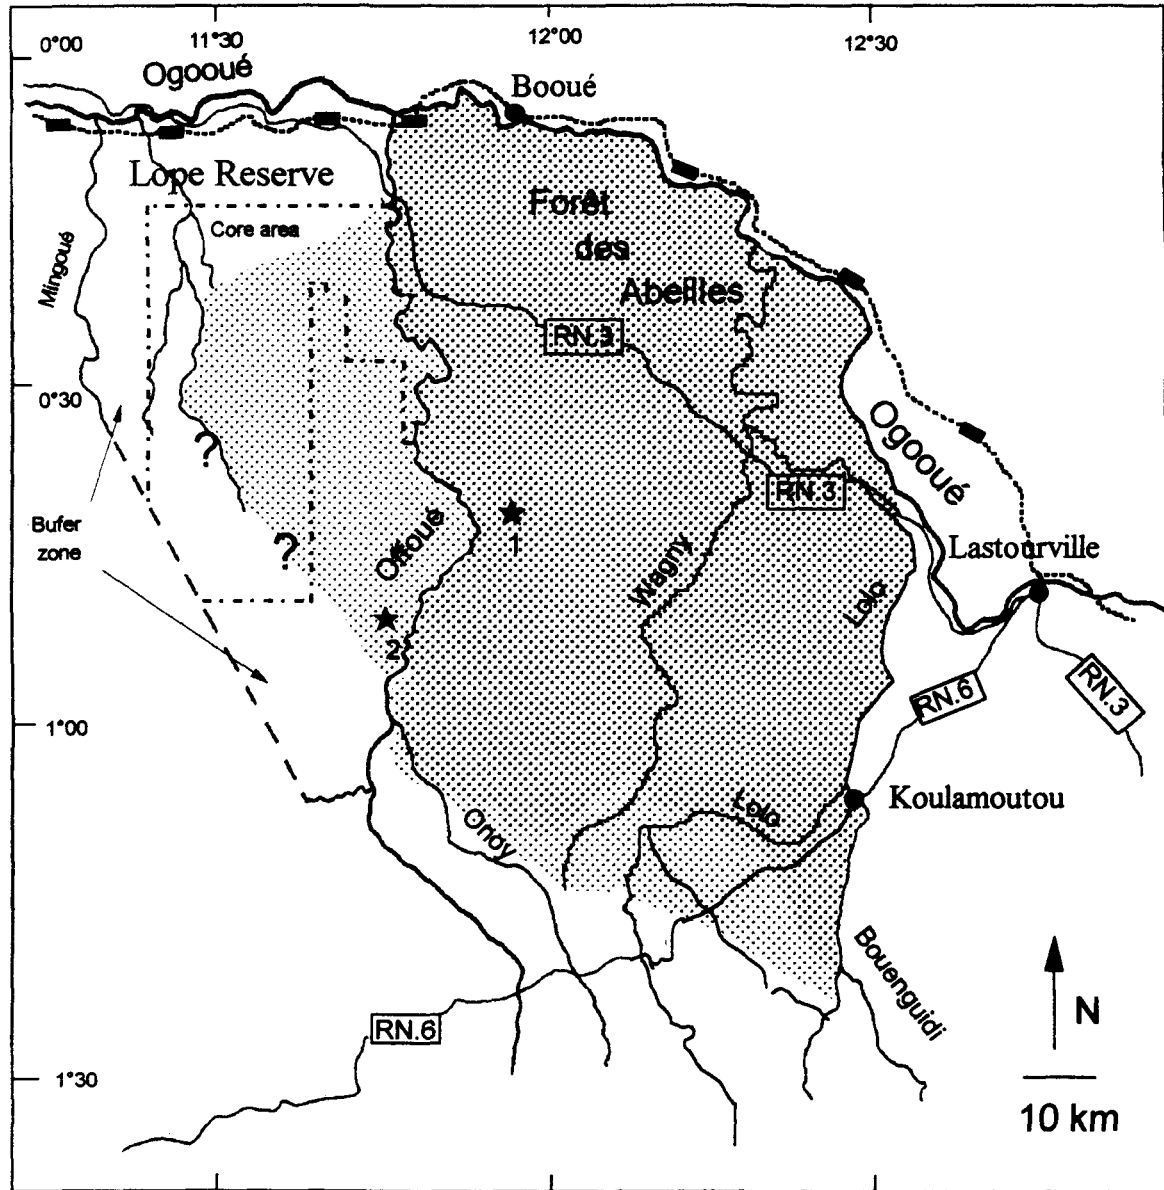 0°00
11°30
12°00
12°30
Ogooué
Booué
Lope Reserve
Core area
Forêt
des
Abeilles
Mingoué
RN.3
0°30
Ogooué
?
RN.3
Bufer
zone
Offoué
1
Wagny
Lolo
Lastourville
?
2
RN.6
RN.3
1°00
Koulamoutou
Lolo
Onoy
Bouenguidi
N
RN.6
1°30
10 km